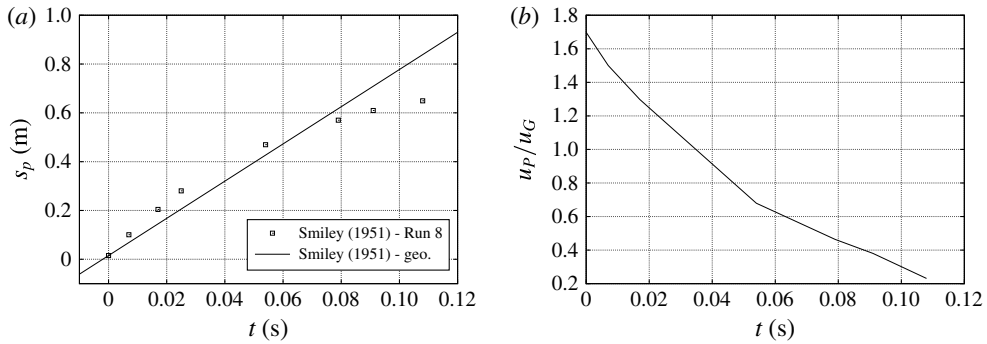 (a)
1.0
0.8
0.6
0.4
0.2
0
s_p (m)
Smiley (1951) - Run 8
Smiley (1951) - geo.
0 0.02 0.04 0.06 0.08 0.10 0.12
t (s)
(b)
1.8
1.6
1.4
1.2
1.0
0.8
0.6
0.4
0.2
u_P/u_G
0 0.02 0.04 0.06 0.08 0.10 0.12
t (s)